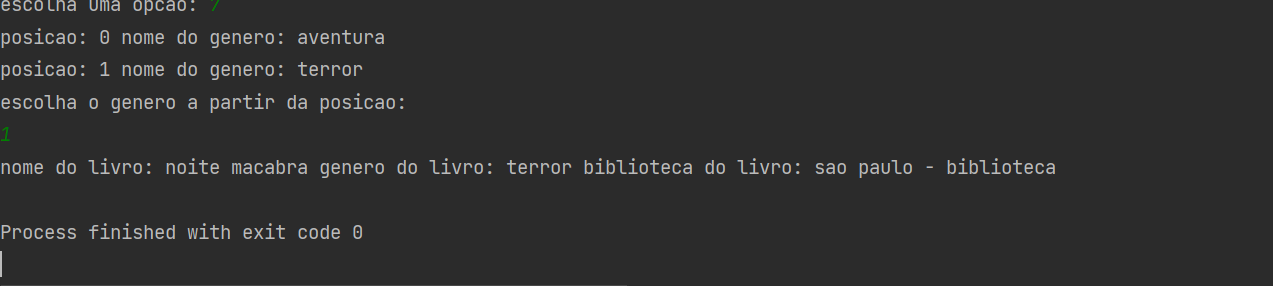 escolha uma opcao: 7
posicao: 0 nome do genero: aventura
posicao: 1 nome do genero: terror
escolha o genero a partir da posicao:
1
nome do livro: noite macabra genero do livro: terror biblioteca do livro: sao paulo - biblioteca
Process finished with exit code 0